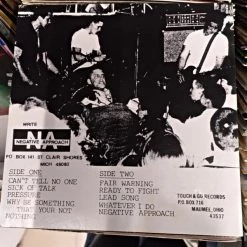 WRITE
NA
NEGATIVE APPROACH
PO BOX 141 ST CLAIR SHORES
MICH 48080
SIDE ONE
CAN'T TELL NO ONE
SICK OF TALK
PRESSURE
WHY BE SOMETHING
THAT YOUR NOT
NOTHING
SIDE TWO
FAIR WARNING
READY TO FIGHT
LEAD SONG
WHATEVER I DO
NEGATIVE APPROACH
TOUCH & GO RECORDS
P.O. BOX 716
MAUMEE, OHIO
43537